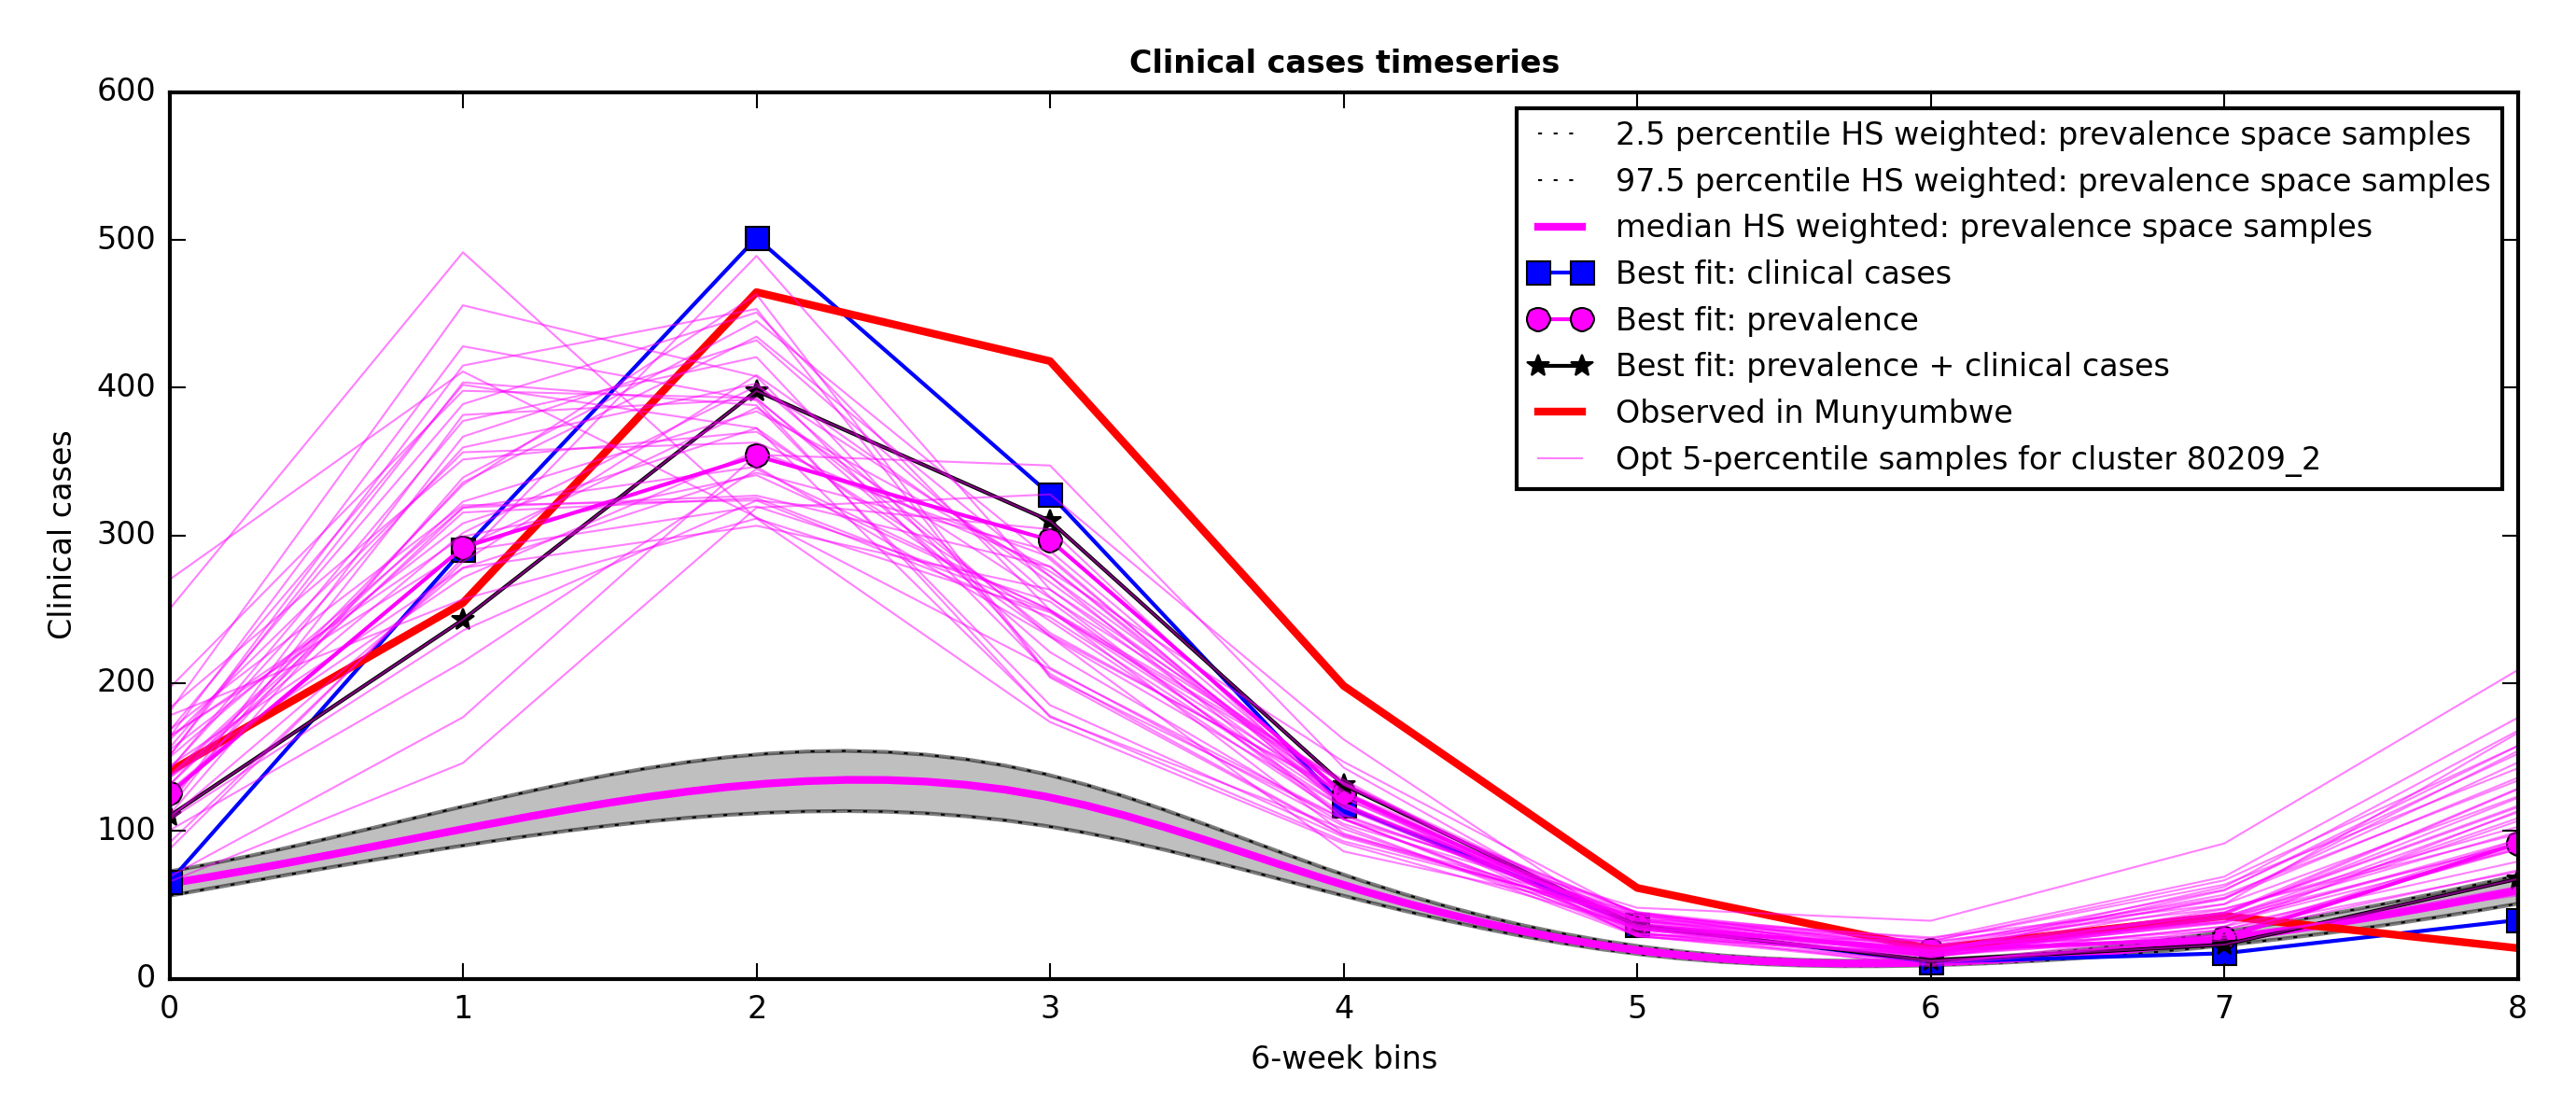 Clinical cases timeseries
600
500
400
300
200
100
0
Clinical cases
2.5 percentile HS weighted: prevalence space samples
97.5 percentile HS weighted: prevalence space samples
median HS weighted: prevalence space samples
Best fit: clinical cases
Best fit: prevalence
Best fit: prevalence + clinical cases
Observed in Munyumbwe
Opt 5-percentile samples for cluster 80209_2
0 1 2 3 4 5 6 7 8
6-week bins